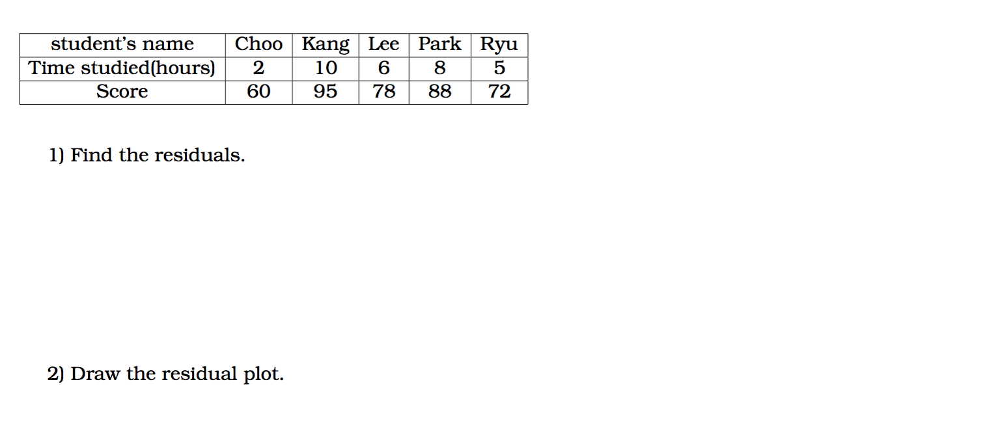 student's name Choo Kang Lee Park Ryu
Time studied(hours) 2 10 6 8 5
Score 60 95 78 88 72
1) Find the residuals.
2) Draw the residual plot.